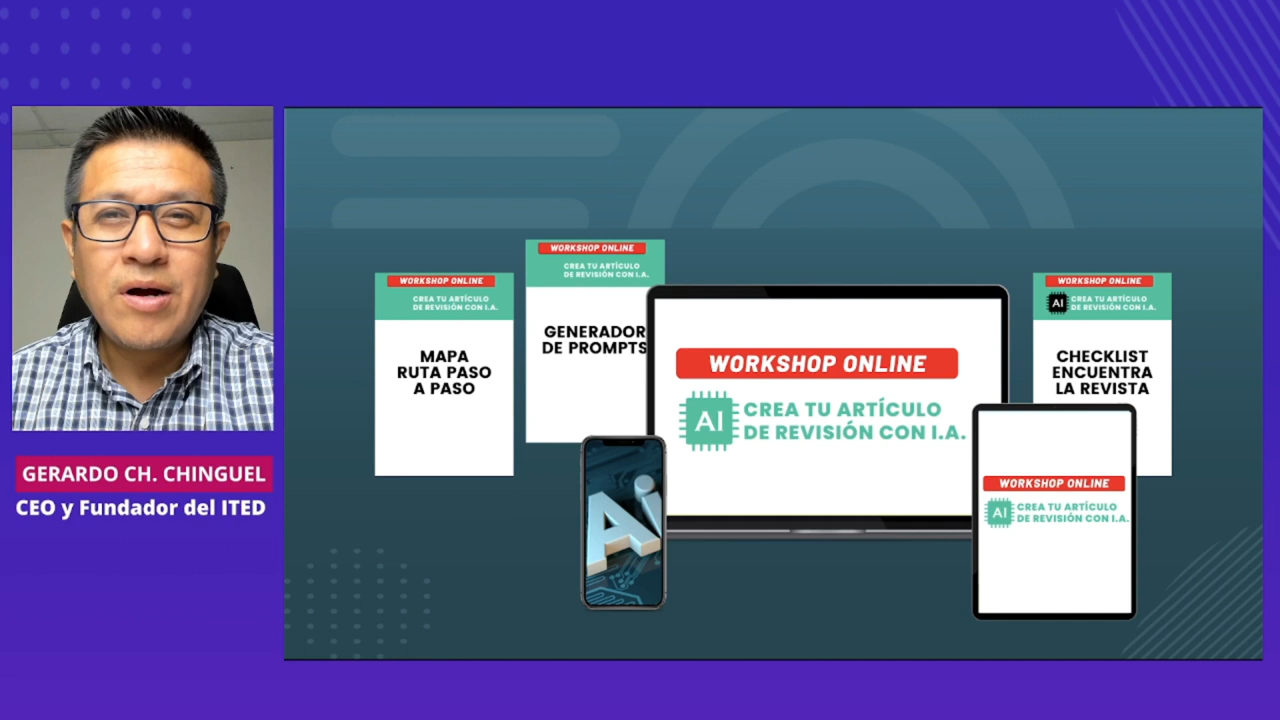 GERARDO CH. CHINGUEL
CEO y Fundador del ITED
WORKSHOP ONLINE
CREA TU ARTÍCULO
DE REVISIÓN CON I.A.
MAPA
RUTA PASO
A PASO
WORKSHOP ONLINE
CREA TU ARTÍCULO
DE REVISIÓN CON I.A.
GENERADOR
DE PROMPTS
WORKSHOP ONLINE
AI
CREA TU ARTÍCULO
DE REVISIÓN CON I.A.
Ai
WORKSHOP ONLINE
AI
CREA TU ARTÍCULO
DE REVISIÓN CON I.A.
CHECKLIST
ENCUENTRA
LA REVISTA
WORKSHOP ONLINE
AI
CREA TU ARTÍCULO
DE REVISIÓN CON I.A.